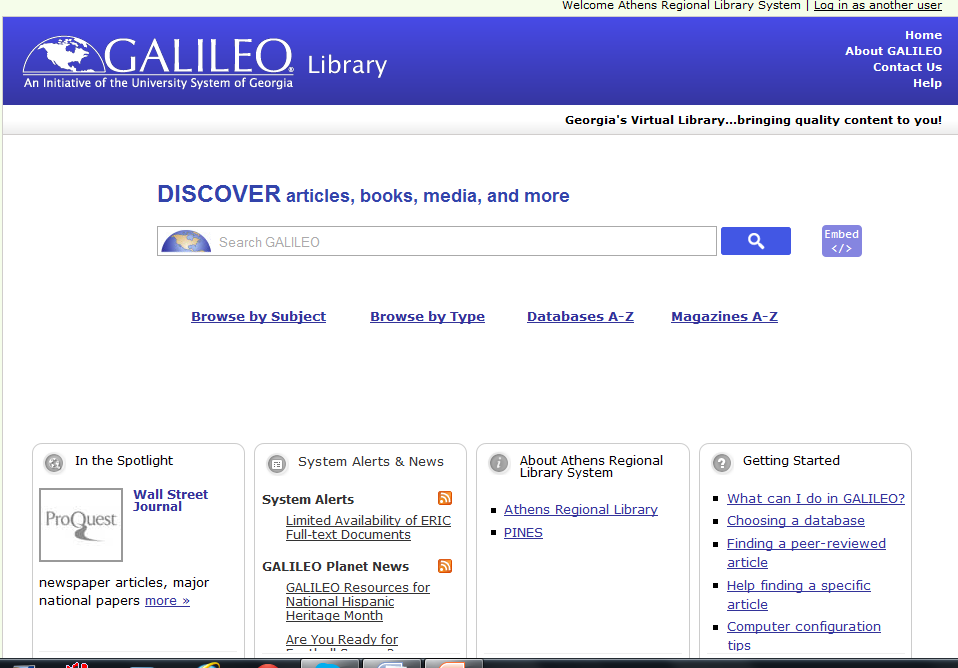 Welcome Athens Regional Library System | Log in as another user
GALILEO® Library
An Initiative of the University System of Georgia
Home
About GALILEO
Contact Us
Help
Georgia's Virtual Library...bringing quality content to you!
DISCOVER articles, books, media, and more
Search GALILEO
Embed
</>
Browse by Subject
Browse by Type
Databases A-Z
Magazines A-Z
In the Spotlight
ProQuest
Wall Street
Journal
newspaper articles, major
national papers more »
System Alerts & News
System Alerts
Limited Availability of ERIC
Full-text Documents
GALILEO Planet News
GALILEO Resources for
National Hispanic
Heritage Month
Are You Ready for
About Athens Regional
Library System
Athens Regional Library
PINES
Getting Started
What can I do in GALILEO?
Choosing a database
Finding a peer-reviewed
article
Help finding a specific
article
Computer configuration
tips